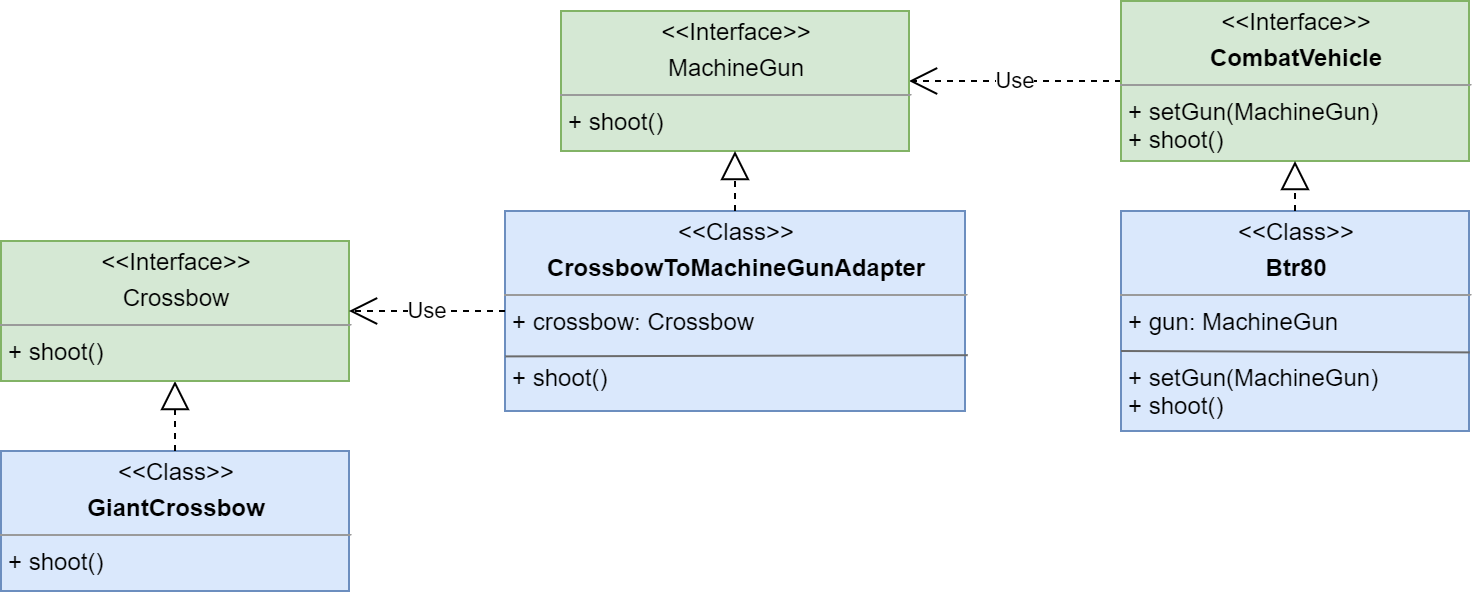 <<Interface>>
MachineGun
+ shoot()
Use
<<Interface>>
CombatVehicle
+ setGun(MachineGun)
+ shoot()
<<Interface>>
Crossbow
+ shoot()
Use
<<Class>>
CrossbowToMachineGunAdapter
+ crossbow: Crossbow
+ shoot()
<<Class>>
Btr80
+ gun: MachineGun
+ setGun(MachineGun)
+ shoot()
<<Class>>
GiantCrossbow
+ shoot()